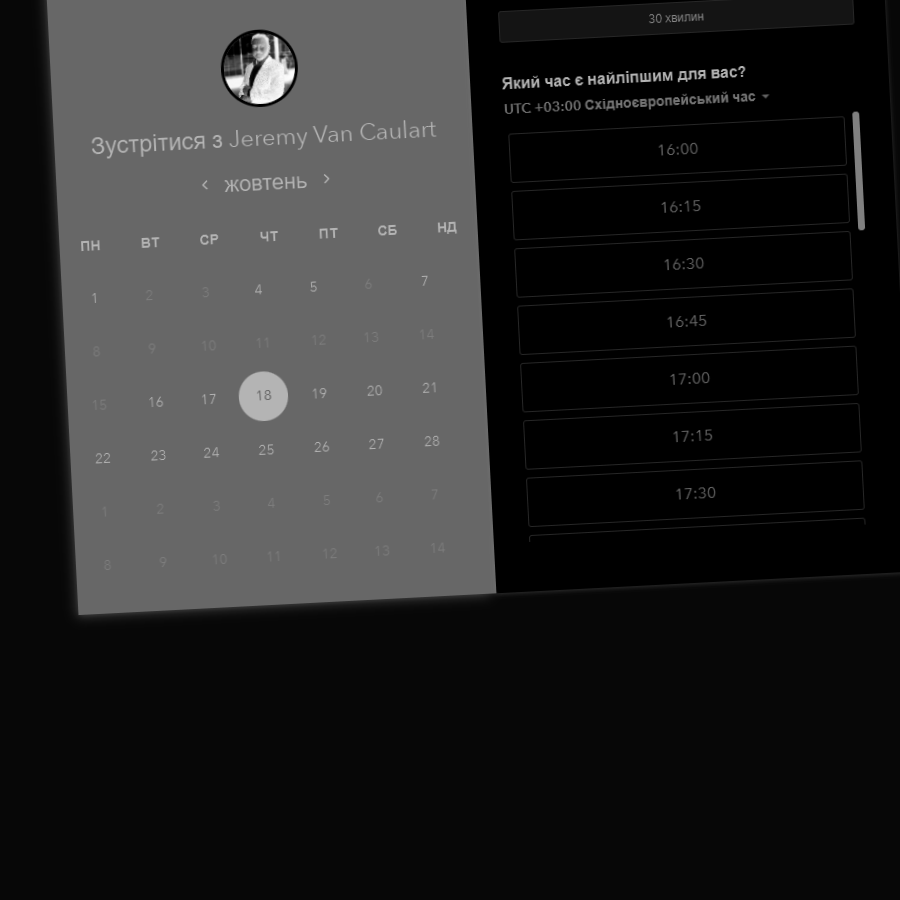 Зустрітися з Jeremy Van Caulart
жовтень
ПН ВТ СР ЧТ ПТ СБ НД
1 2 3 4 5 6 7
8 9 10 11 12 13 14
15 16 17 18 19 20 21
22 23 24 25 26 27 28
1 2 3 4 5 6 7
8 9 10 11 12 13 14
30 хвилин
Який час є найліпшим для вас?
UTC +03:00 Східноєвропейський час
16:00
16:15
16:30
16:45
17:00
17:15
17:30